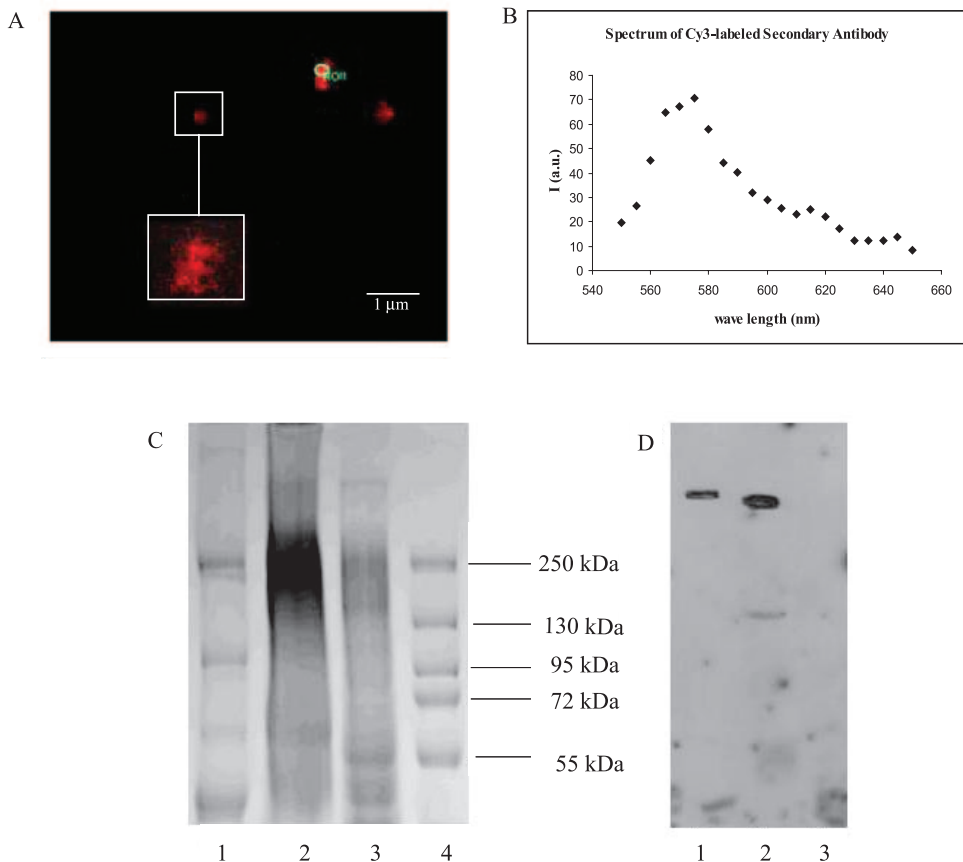 A
ROI1
1 µm
B
Spectrum of Cy3-labeled Secondary Antibody
I (a.u.)
80
70
60
50
40
30
20
10
0
540 560 580 600 620 640 660
wave length (nm)
C
250 kDa
130 kDa
95 kDa
72 kDa
55 kDa
1 2 3 4
D
1 2 3